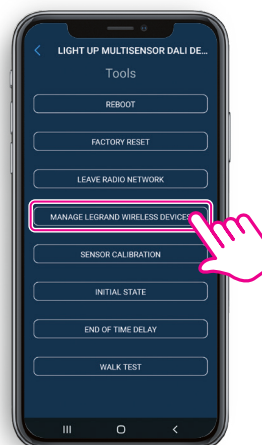 LIGHT UP MULTISENSOR DALI DE...
Tools
REBOOT
FACTORY RESET
LEAVE RADIO NETWORK
MANAGE LEGRAND WIRELESS DEVICES
SENSOR CALIBRATION
INITIAL STATE
END OF TIME DELAY
WALK TEST